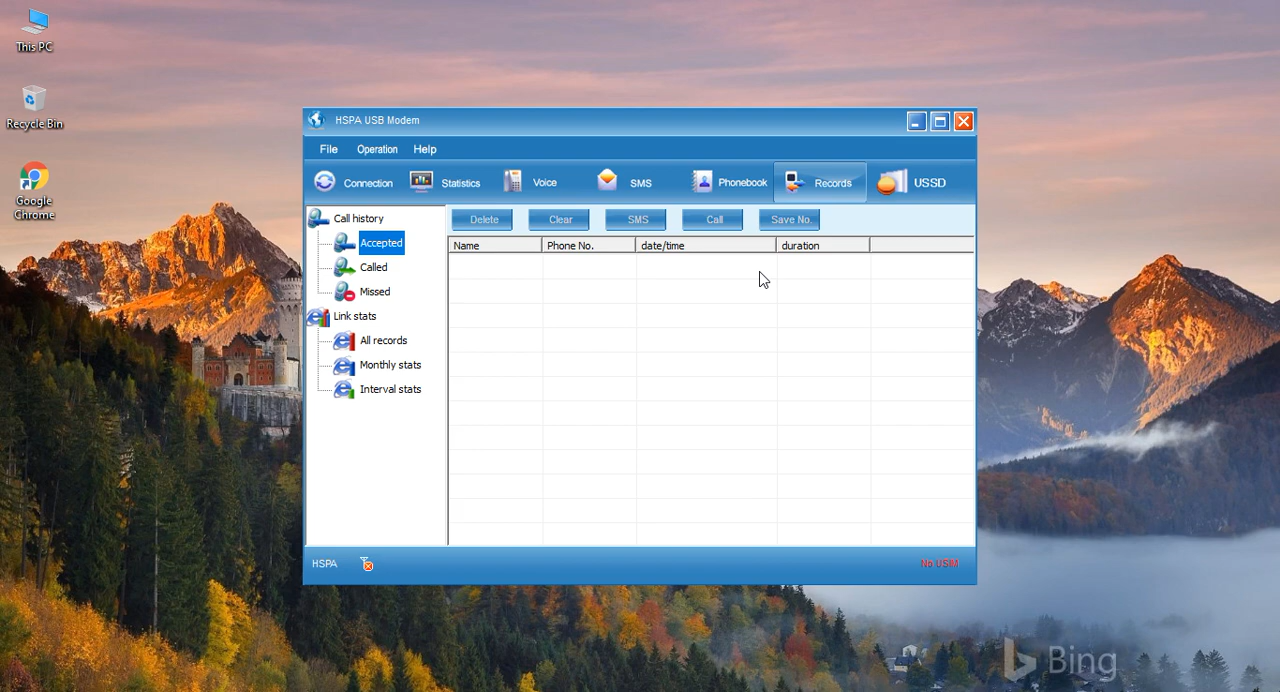 This PC
Recycle Bin
Google
Chrome
HSPA USB Modem
File Operation Help
Connection Statistics Voice SMS Phonebook Records USSD
Call history
Accepted
Called
Missed
Link stats
All records
Monthly stats
Interval stats
Delete Clear SMS Call Save No.
Name Phone No. date/time duration
HSPA No USIM
Bing